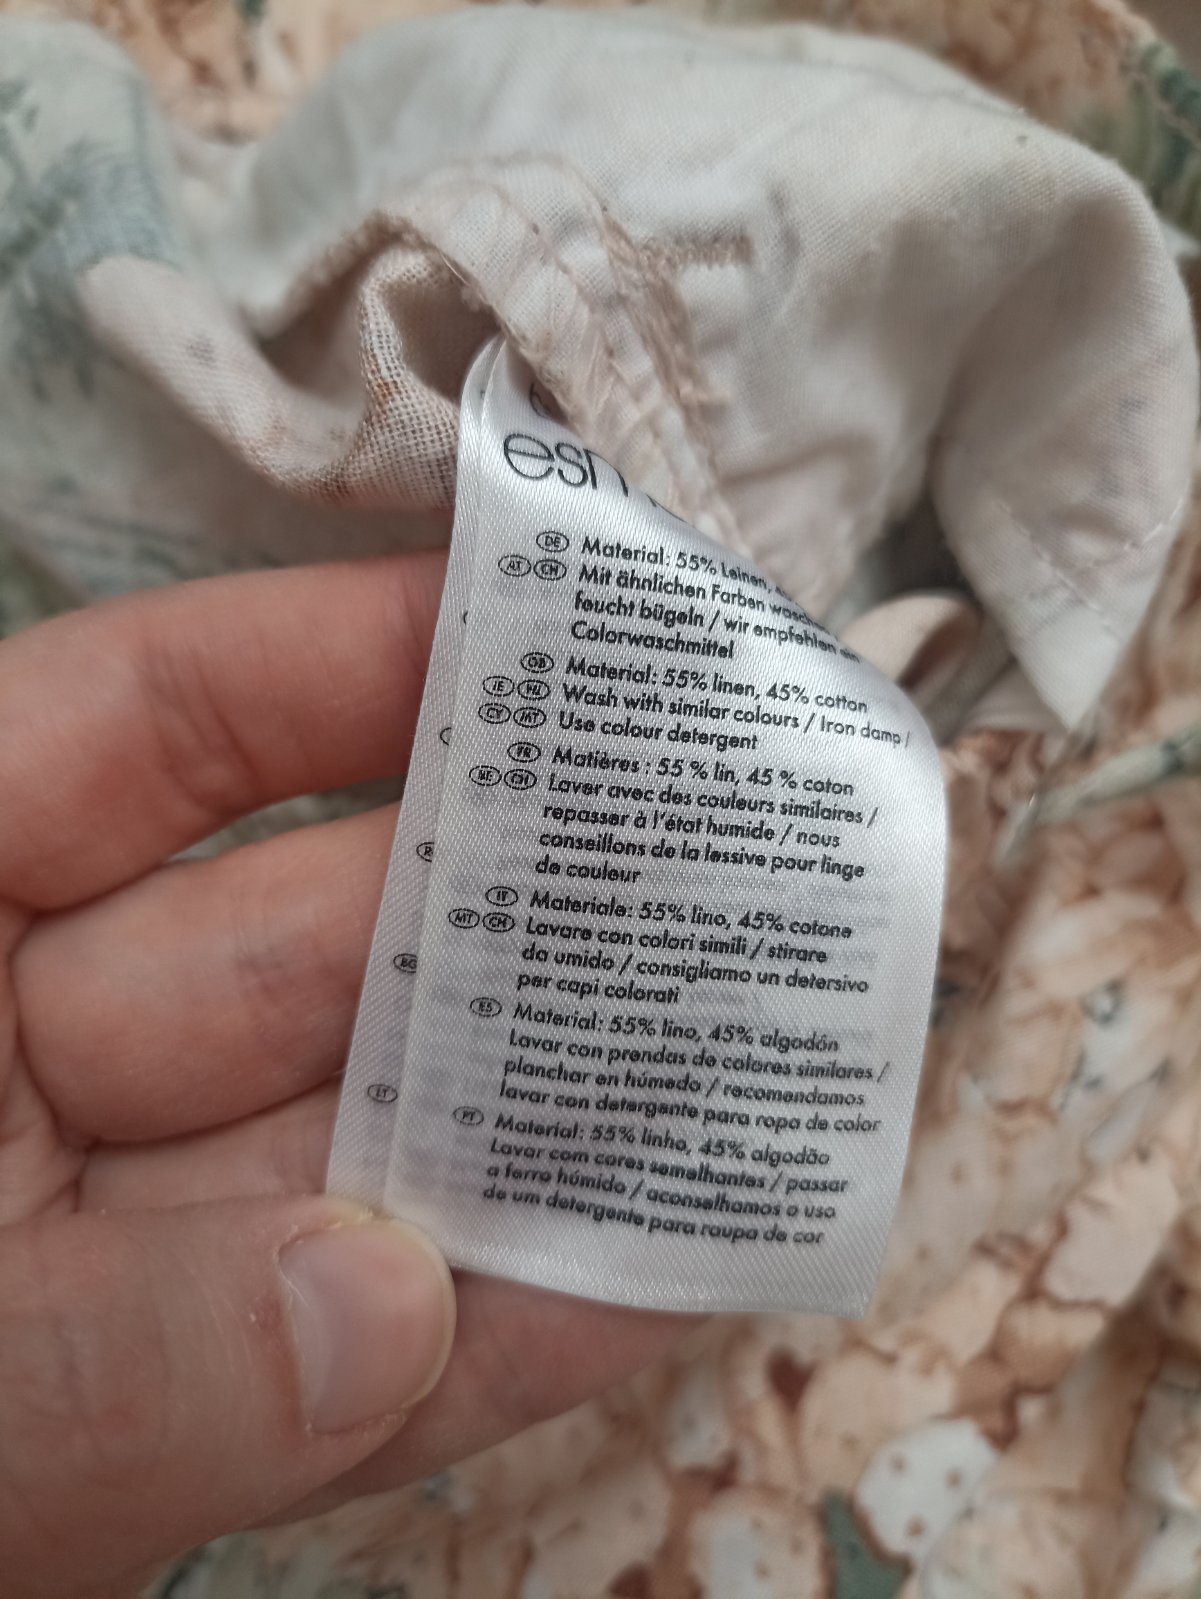 esm
DE Material: 55% Leinen,
AT CH Mit ähnlichen Farben waschen
feucht bügeln / wir empfehlen ein
Colorwaschmittel
GB Material: 55% linen, 45% cotton
IE NL Wash with similar colours / Iron damp /
CY MT Use colour detergent
FR Matières : 55 % lin, 45 % coton
BE CH Laver avec des couleurs similaires /
repasser à l'état humide / nous
conseillons de la lessive pour linge
de couleur
IT Materiale: 55% lino, 45% cotone
MT CH Lavare con colori simili / stirare
da umido / consigliamo un detersivo
per capi colorati
ES Material: 55% lino, 45% algodón
Lavar con prendas de colores similares /
planchar en húmedo / recomendamos
lavar con detergente para ropa de color
PT Material: 55% linho, 45% algodão
Lavar com cores semelhantes / passar
a ferro húmido / aconselhamos o uso
de um detergente para roupa de cor
BG
LT